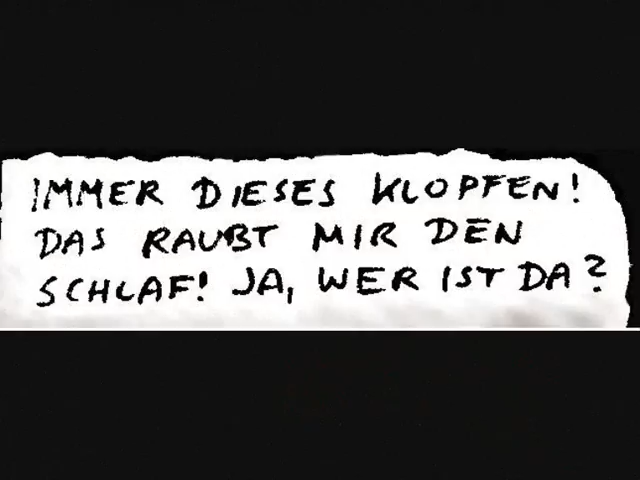 IMMER DIESES KLOPFEN!
DAS RAUBT MIR DEN
SCHLAF! JA, WER IST DA?